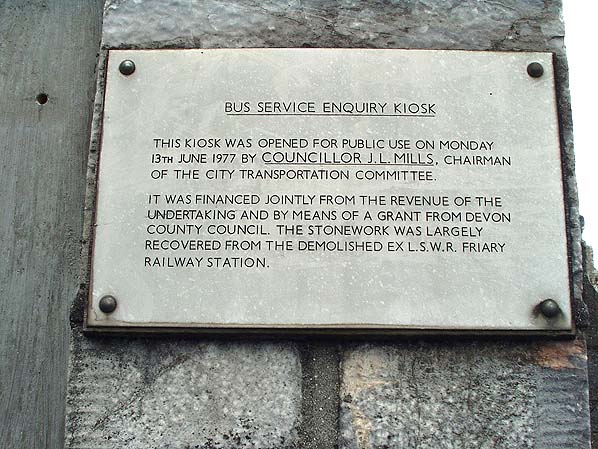 BUS SERVICE ENQUIRY KIOSK
THIS KIOSK WAS OPENED FOR PUBLIC USE ON MONDAY
13TH JUNE 1977 BY COUNCILLOR J.L. MILLS, CHAIRMAN
OF THE CITY TRANSPORTATION COMMITTEE.
IT WAS FINANCED JOINTLY FROM THE REVENUE OF THE
UNDERTAKING AND BY MEANS OF A GRANT FROM DEVON
COUNTY COUNCIL. THE STONEWORK WAS LARGELY
RECOVERED FROM THE DEMOLISHED EX L.S.W.R. FRIARY
RAILWAY STATION.